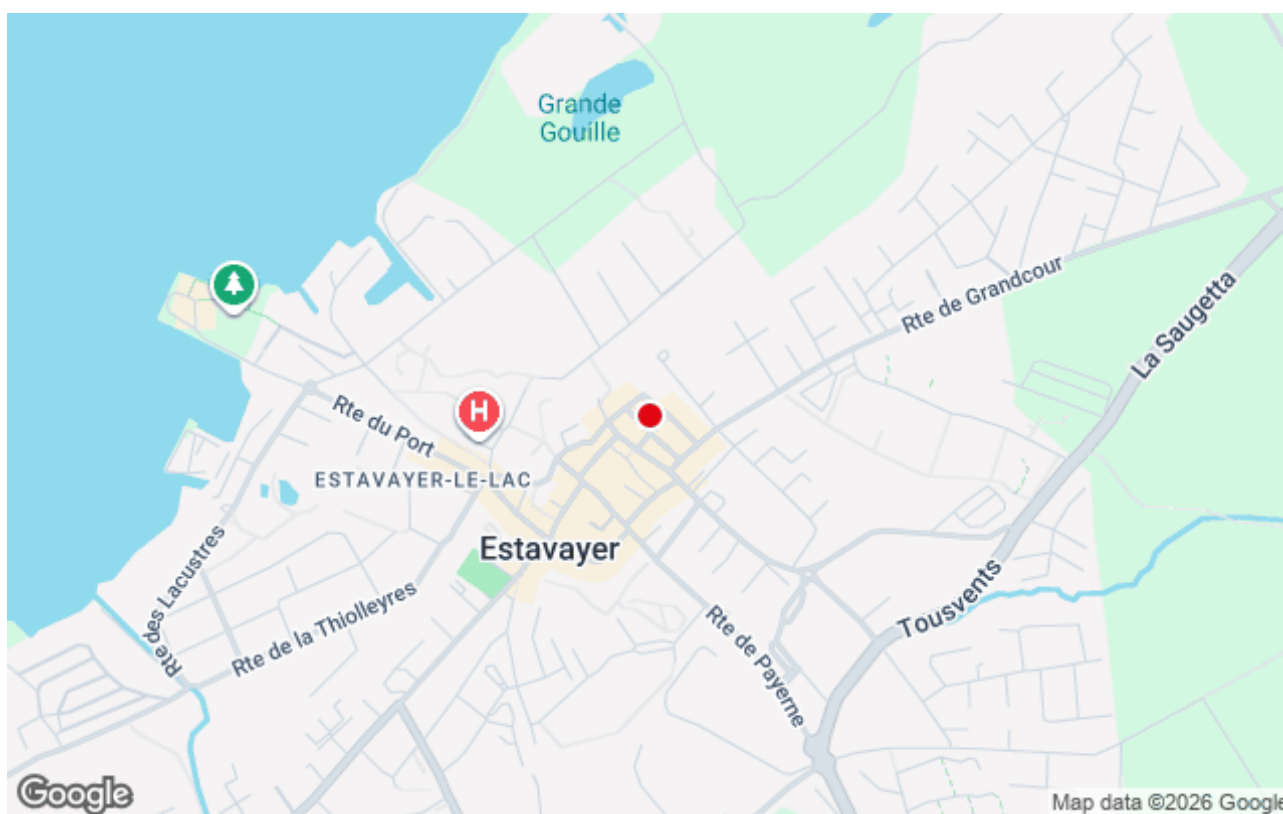 Grande
Gouille
Rte de Grandcour
La Saugetta
Rte du Port
H
ESTAVAYER-LE-LAC
Estavayer
Rte des Lacustres
Rte de la Thiolleyres
Tousvents
Rte de Payerne
Google
Map data ©2026 Google